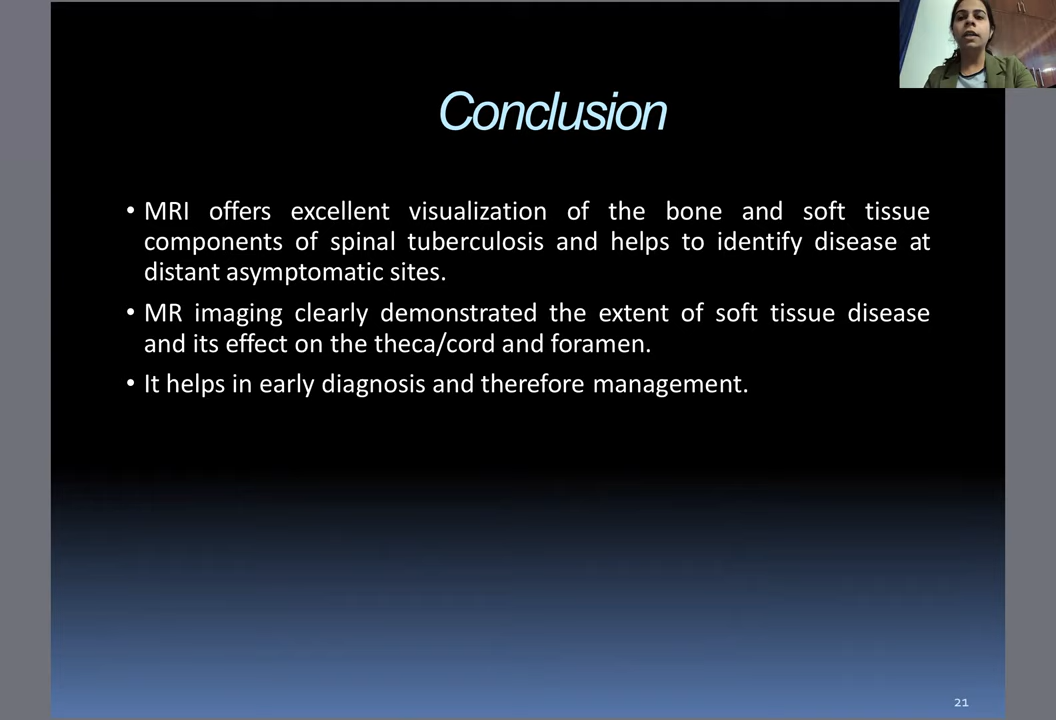 Conclusion
• MRI offers excellent visualization of the bone and soft tissue
components of spinal tuberculosis and helps to identify disease at
distant asymptomatic sites.
• MR imaging clearly demonstrated the extent of soft tissue disease
and its effect on the theca/cord and foramen.
• It helps in early diagnosis and therefore management.
21